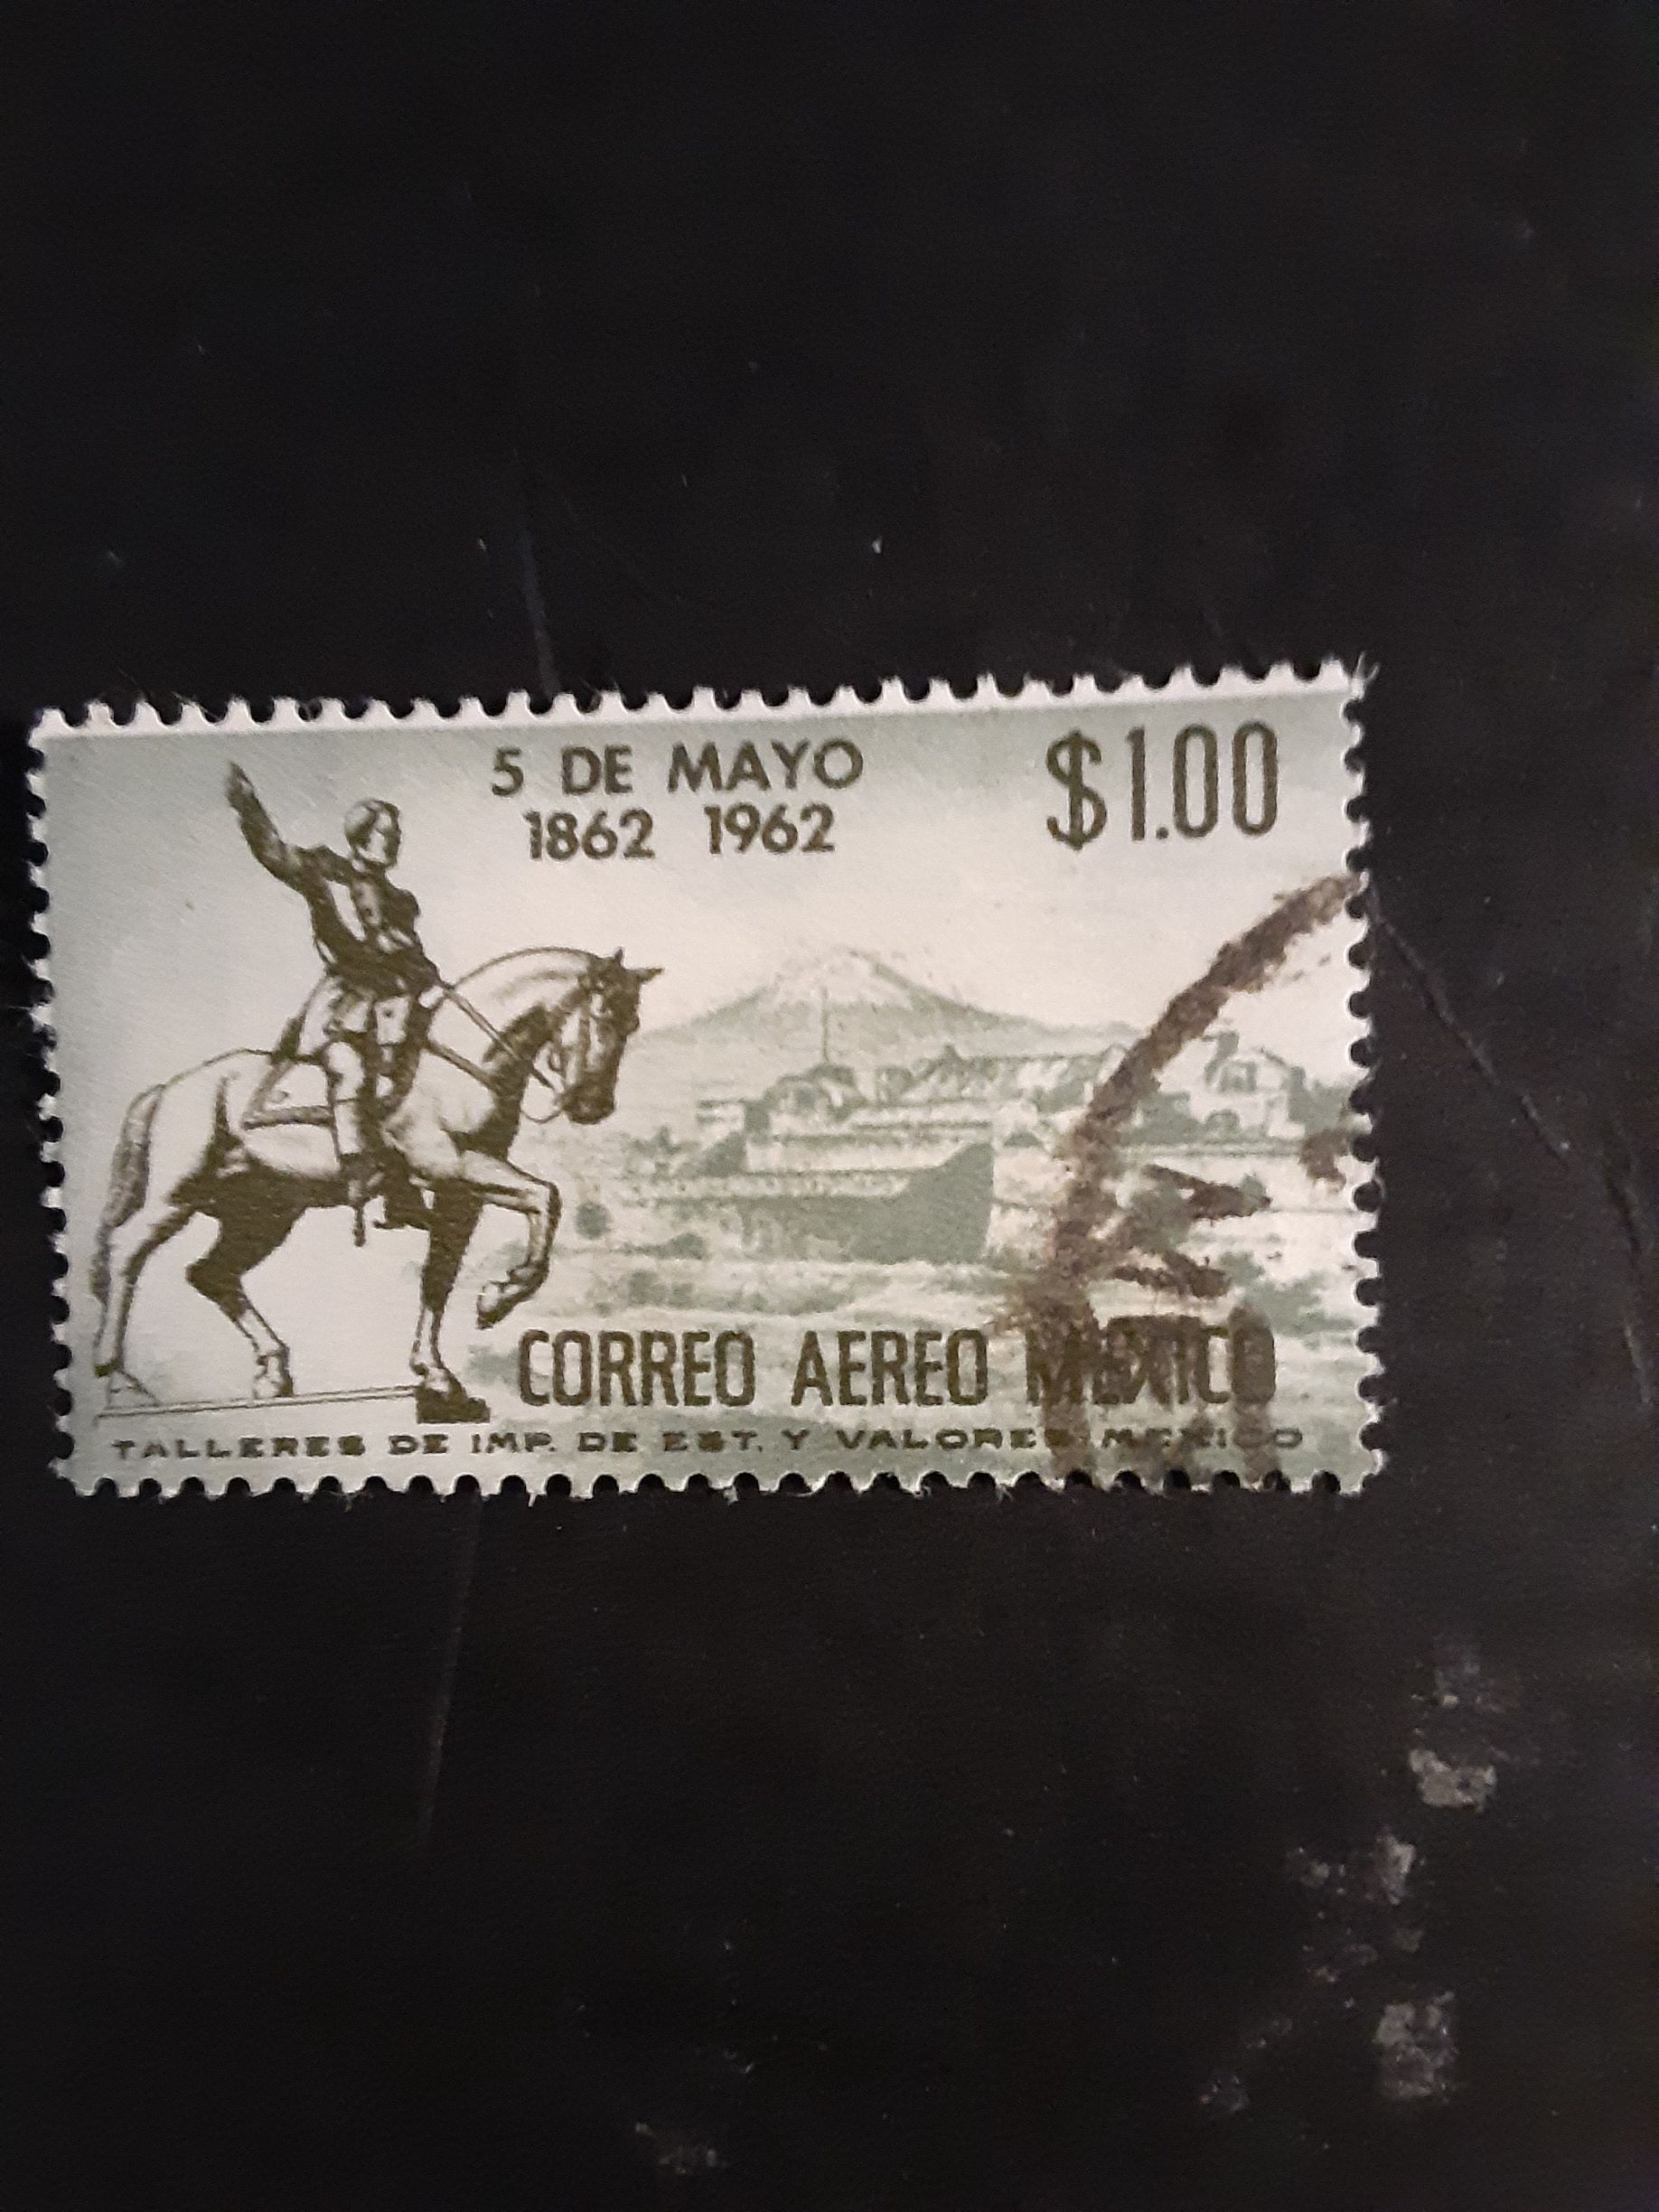 5 DE MAYO
1862 1962
$1.00
CORREO AEREO MEXICO
TALLERES DE IMP. DE EST. Y VALORES MEXICO